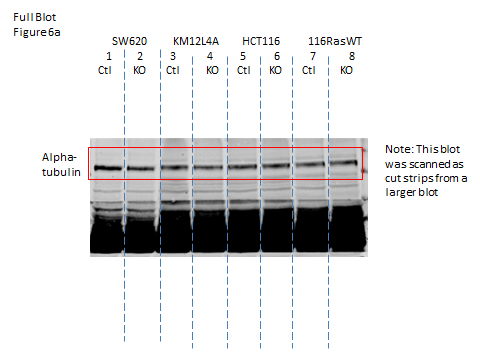 Full Blot
Figure 6a
SW620 KM12L4A HCT116 116RasWT
1 2 3 4 5 6 7 8
Ctl KO Ctl KO Ctl KO Ctl KO
Alpha-
tubulin
Note: This blot
was scanned as
cut strips from a
larger blot